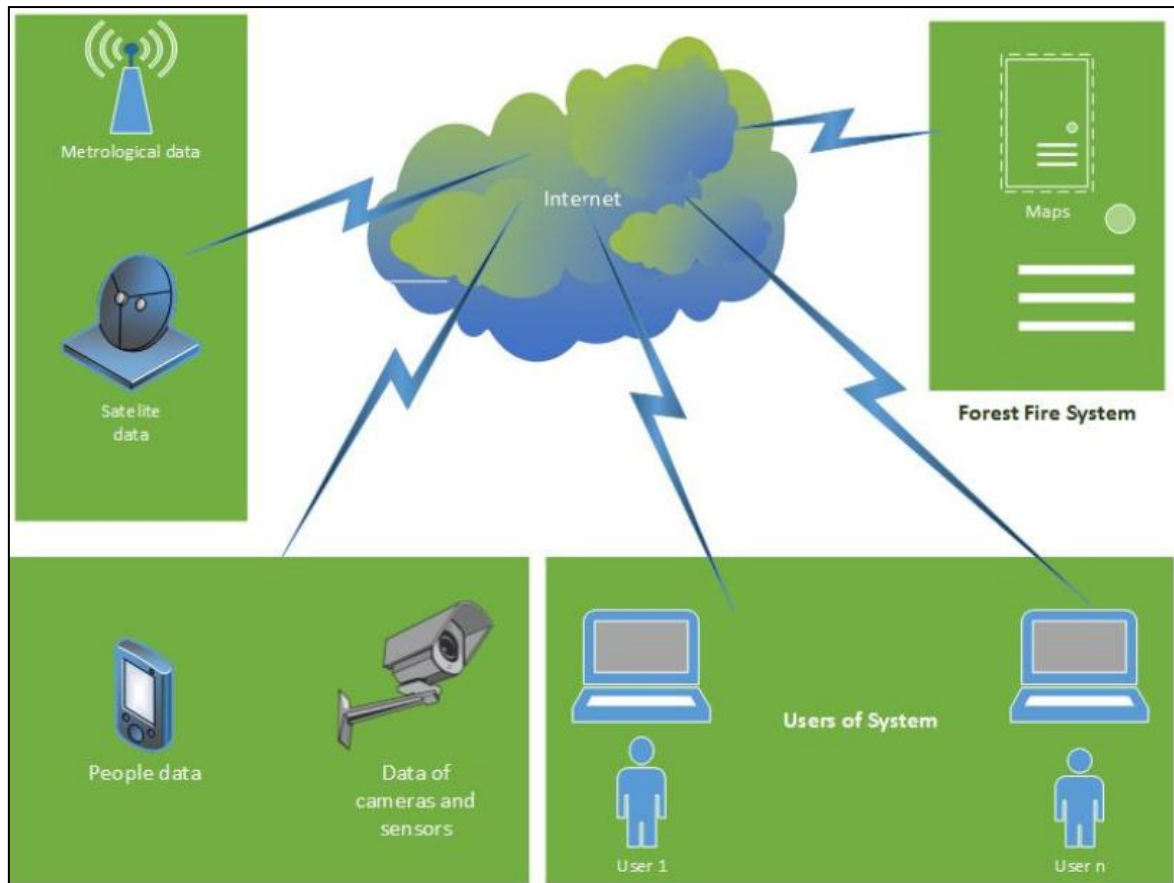 Metrological data
Satelite
data
Internet
Maps
Forest Fire System
People data
Data of
cameras and
sensors
Users of System
User 1
User n